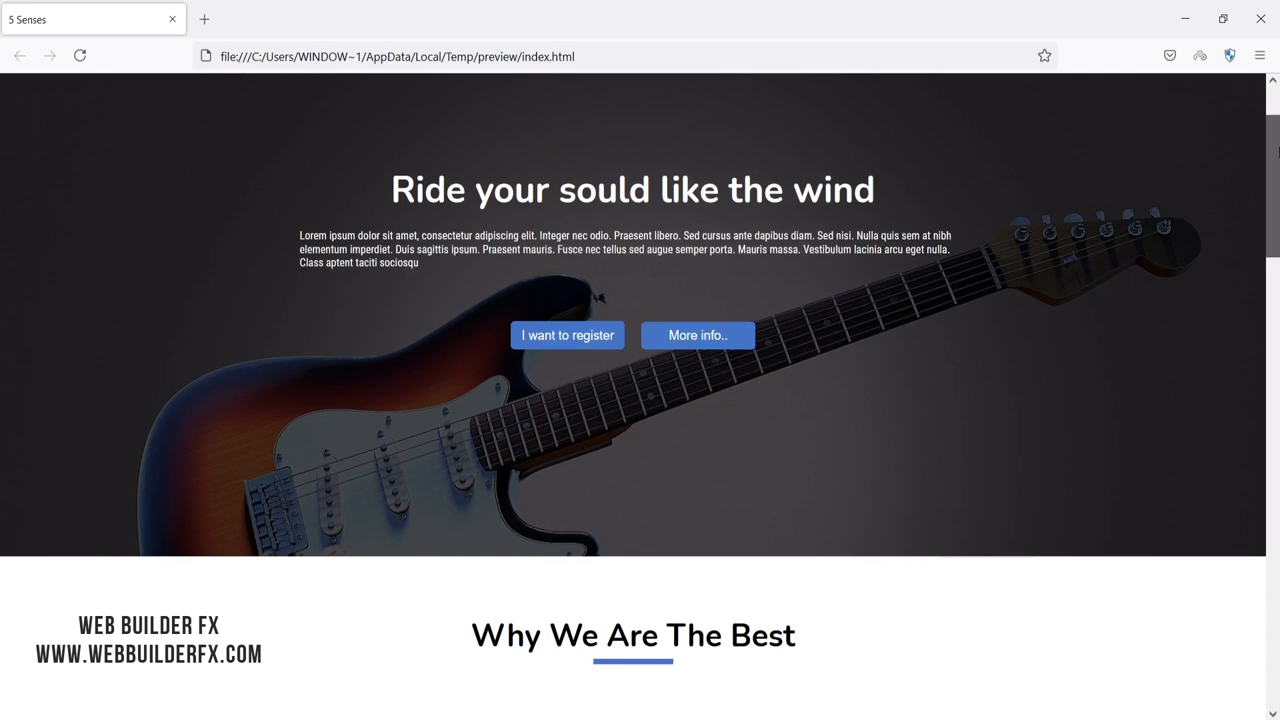 5 Senses
file:///C:/Users/WINDOW~1/AppData/Local/Temp/preview/index.html
Ride your sould like the wind
Lorem ipsum dolor sit amet, consectetur adipiscing elit. Integer nec odio. Praesent libero. Sed cursus ante dapibus diam. Sed nisi. Nulla quis sem at nibh
elementum imperdiet. Duis sagittis ipsum. Praesent mauris. Fusce nec tellus sed augue semper porta. Mauris massa. Vestibulum lacinia arcu eget nulla.
Class aptent taciti sociosqu
I want to register
More info..
Why We Are The Best
WEB BUILDER FX
WWW.WEBBUILDERFX.COM